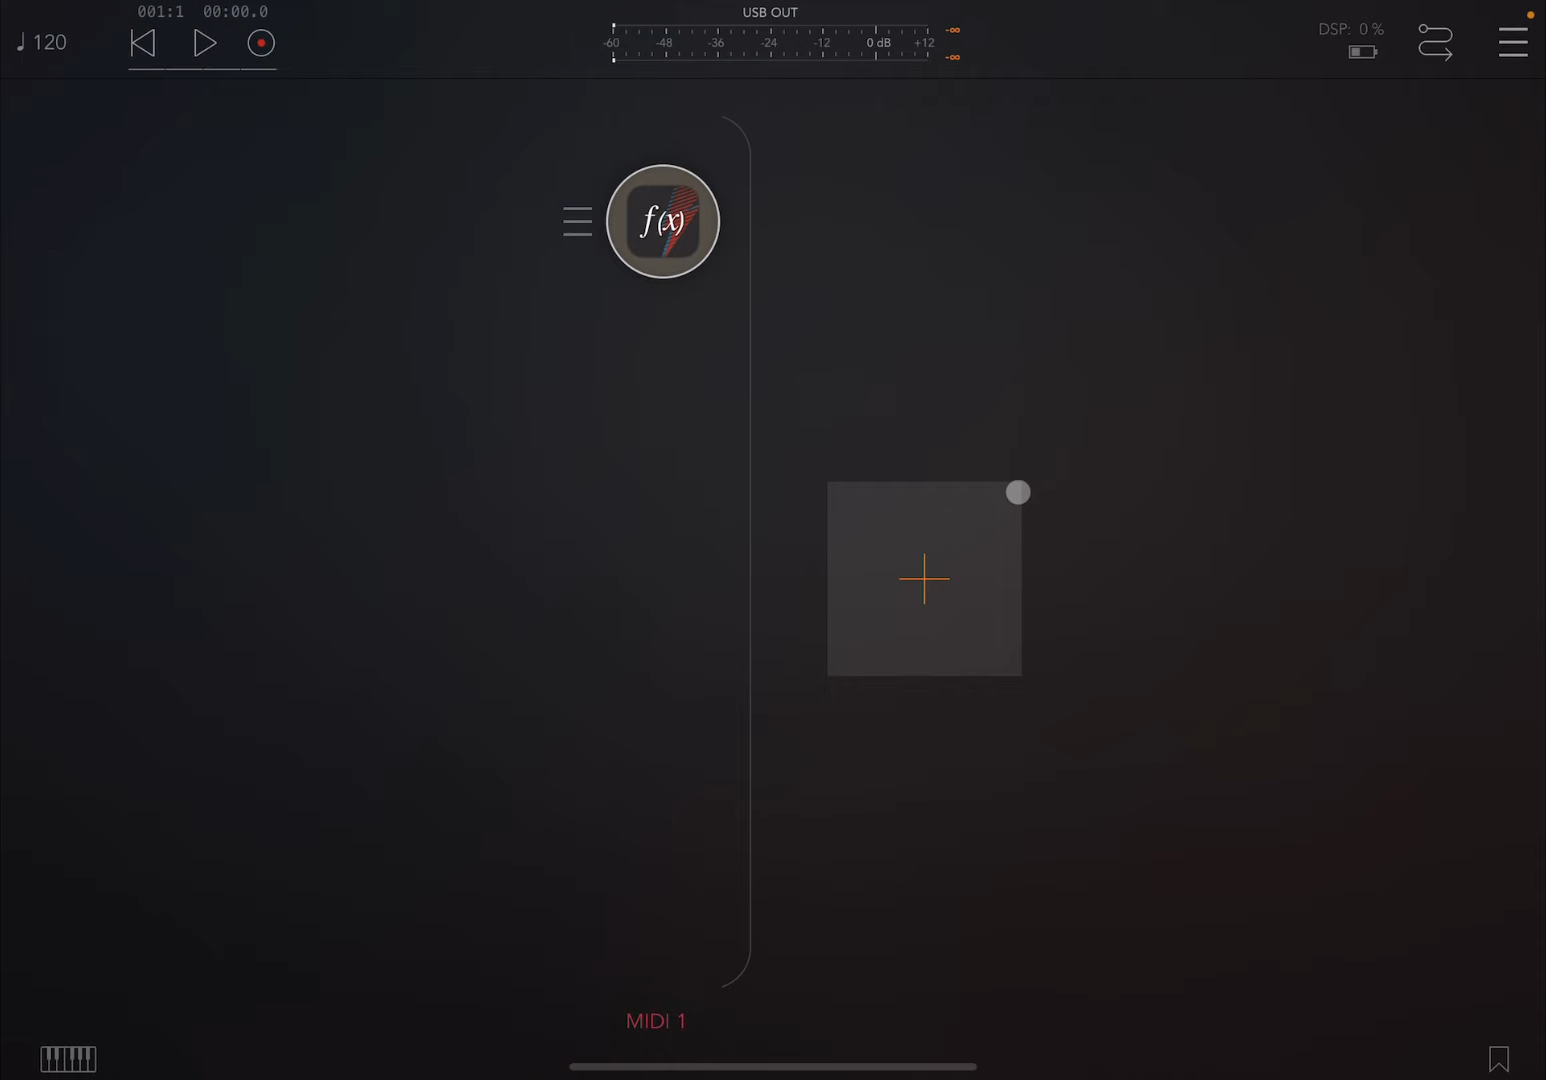 001:1 00:00.0
♩ 120
USB OUT
-60 -48 -36 -24 -12 0 dB +12
-∞
-∞
DSP: 0 %
f(x)
MIDI 1